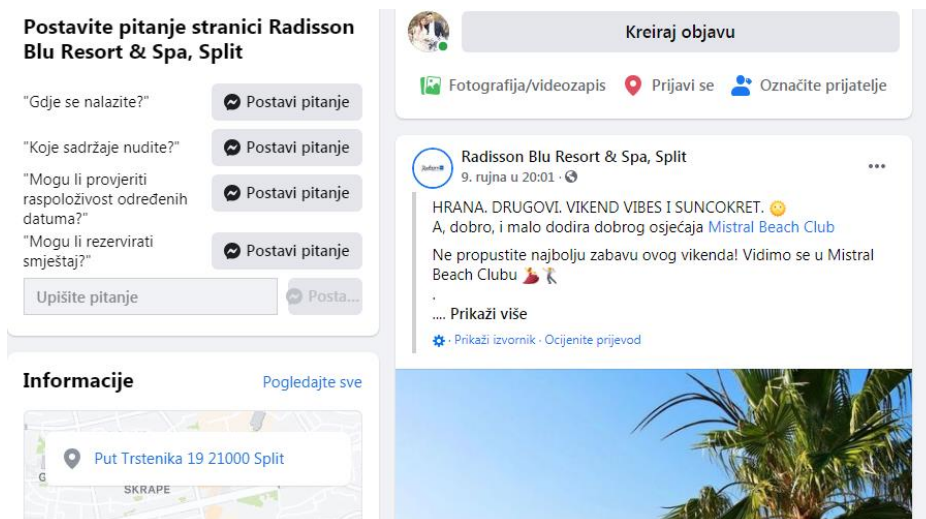 Postavite pitanje stranici Radisson
Blu Resort & Spa, Split
"Gdje se nalazite?"
Postavi pitanje
"Koje sadržaje nudite?"
Postavi pitanje
"Mogu li provjeriti
raspoloživost određenih
datuma?"
Postavi pitanje
"Mogu li rezervirati
smještaj?"
Postavi pitanje
Upišite pitanje
Posta...
Informacije
Pogledajte sve
Put Trstenika 19 21000 Split
G
SKRAPE
Kreiraj objavu
Fotografija/videozapis
Prijavi se
Označite prijatelje
Radisson Blu Resort & Spa, Split
9. rujna u 20:01 ·
HRANA. DRUGOVI. VIKEND VIBES I SUNCOKRET. 🌝
A, dobro, i malo dodira dobrog osjećaja Mistral Beach Club
Ne propustite najbolju zabavu ovog vikenda! Vidimo se u Mistral
Beach Clubu 💃🕺
.
.... Prikaži više
· Prikaži izvornik · Ocijenite prijevod